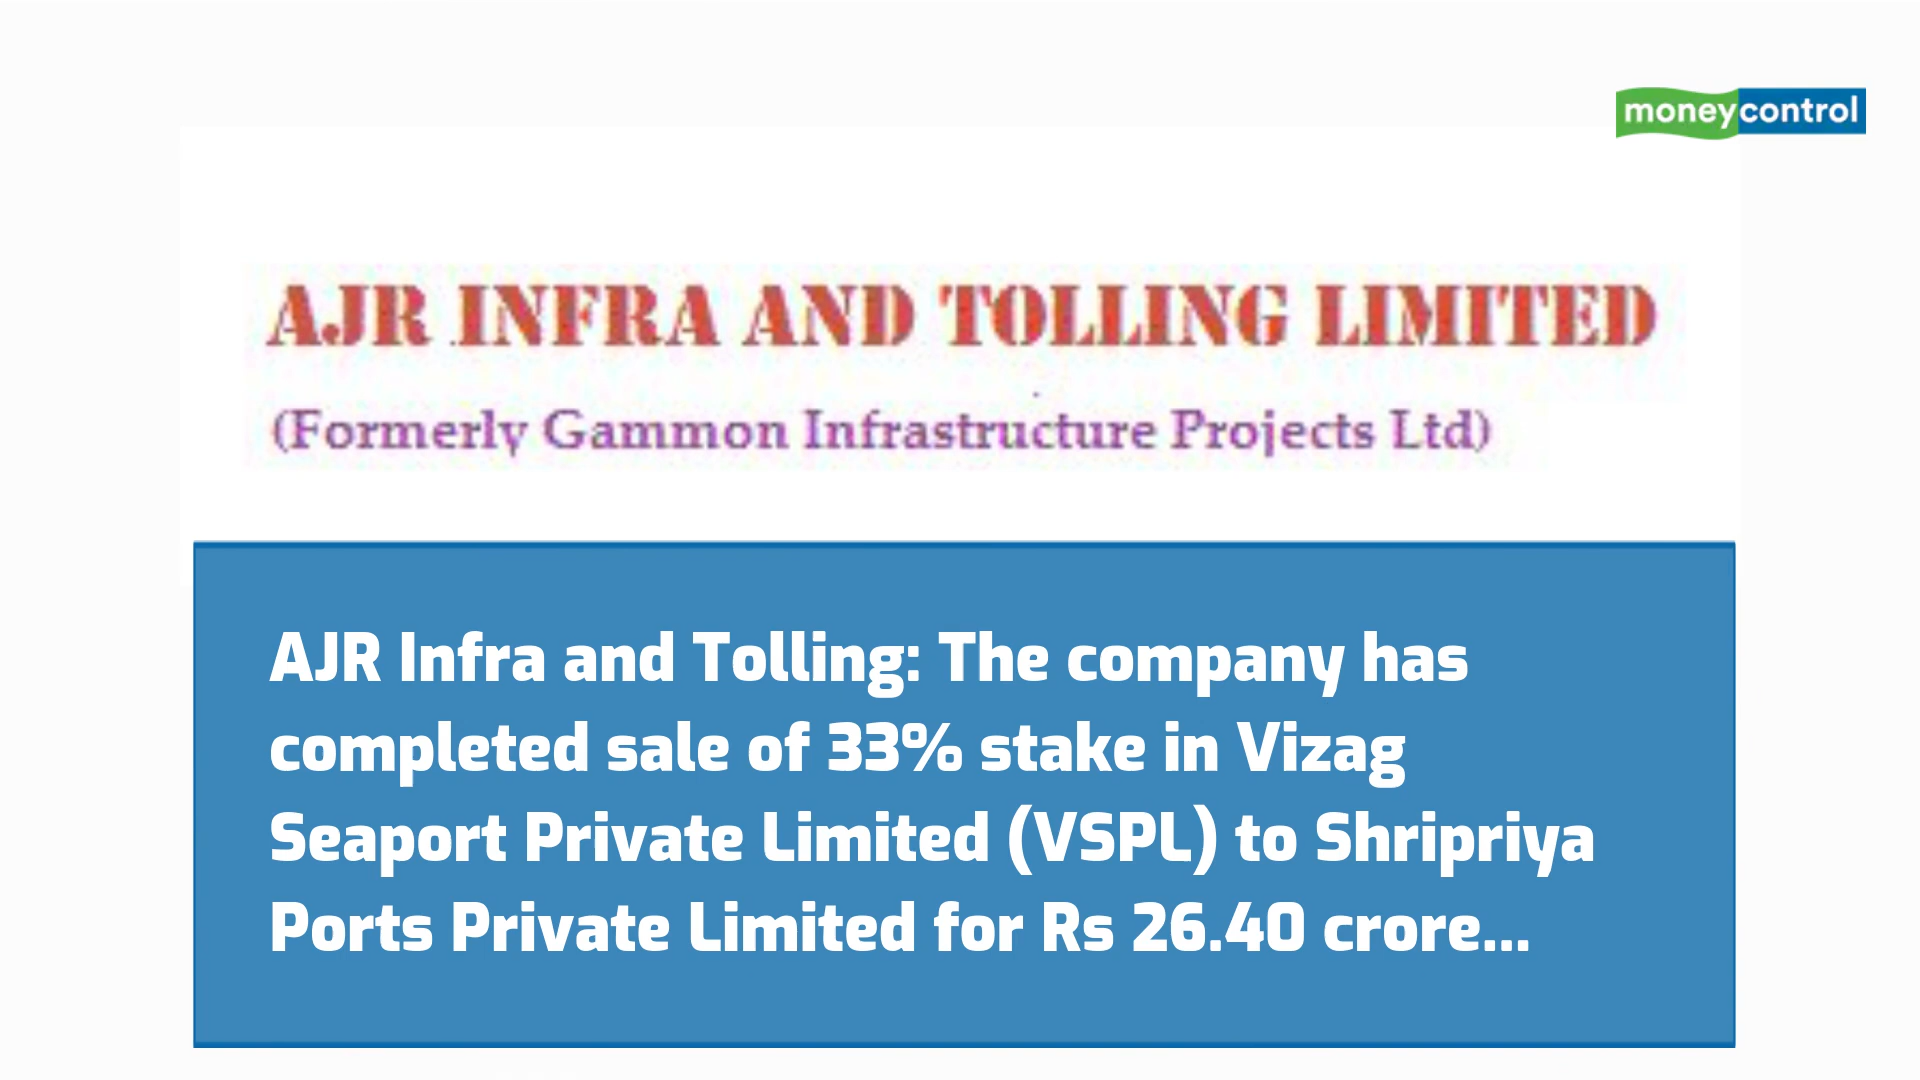 moneycontrol
AJR INFRA AND TOLLING LIMITED
(Formerly Gammon Infrastructure Projects Ltd)
AJR Infra and Tolling: The company has
completed sale of 33% stake in Vizag
Seaport Private Limited (VSPL) to Shripriya
Ports Private Limited for Rs 26.40 crore...